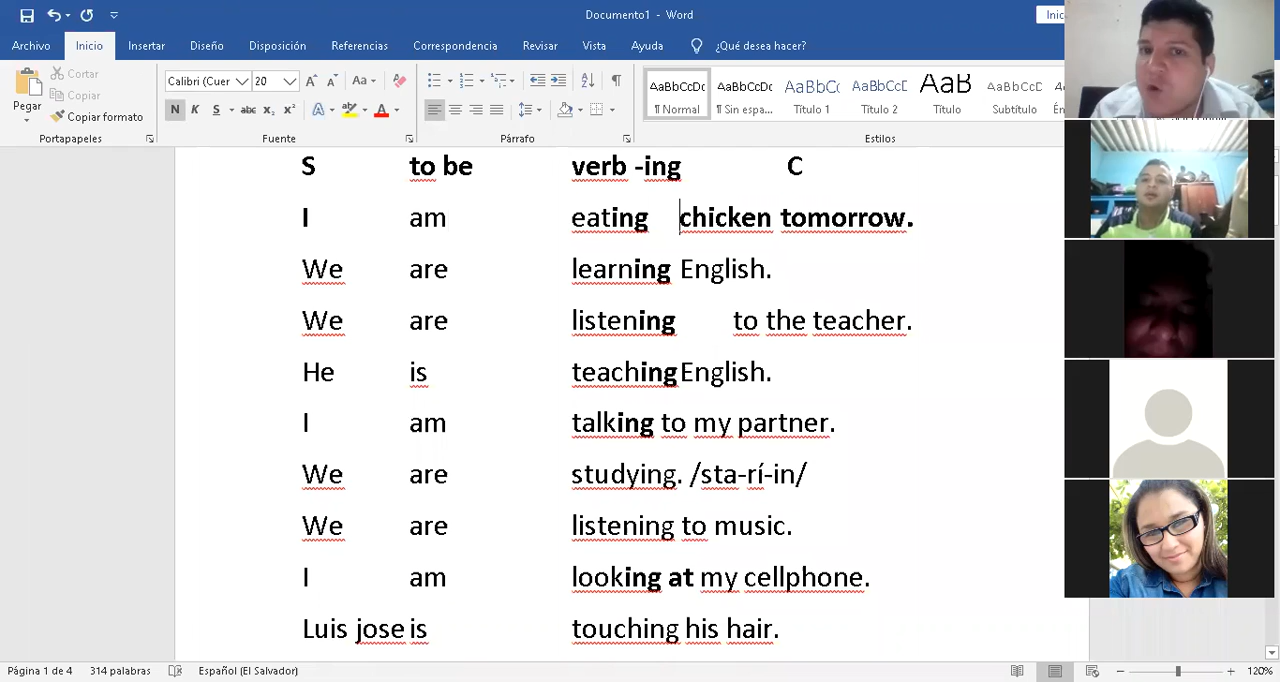 Documento1 - Word
Inic
Archivo Inicio Insertar Diseño Disposición Referencias Correspondencia Revisar Vista Ayuda ¿Qué desea hacer?
Pegar
Cortar
Copiar
Copiar formato
Portapapeles
Calibri (Cuer 20
N K S abc x₂ x²
Fuente
Párrafo
AaBbCcDc AaBbCcDc AaBbCc AaBbCcD AaB AaBbCcD
¶ Normal ¶ Sin espa... Título 1 Título 2 Título Subtítulo
Estilos
S to be verb -ing C
I am eating chicken tomorrow.
We are learning English.
We are listening to the teacher.
He is teaching English.
I am talking to my partner.
We are studying. /sta-rí-in/
We are listening to music.
I am looking at my cellphone.
Luis jose is touching his hair.
Página 1 de 4 314 palabras Español (El Salvador) 120%